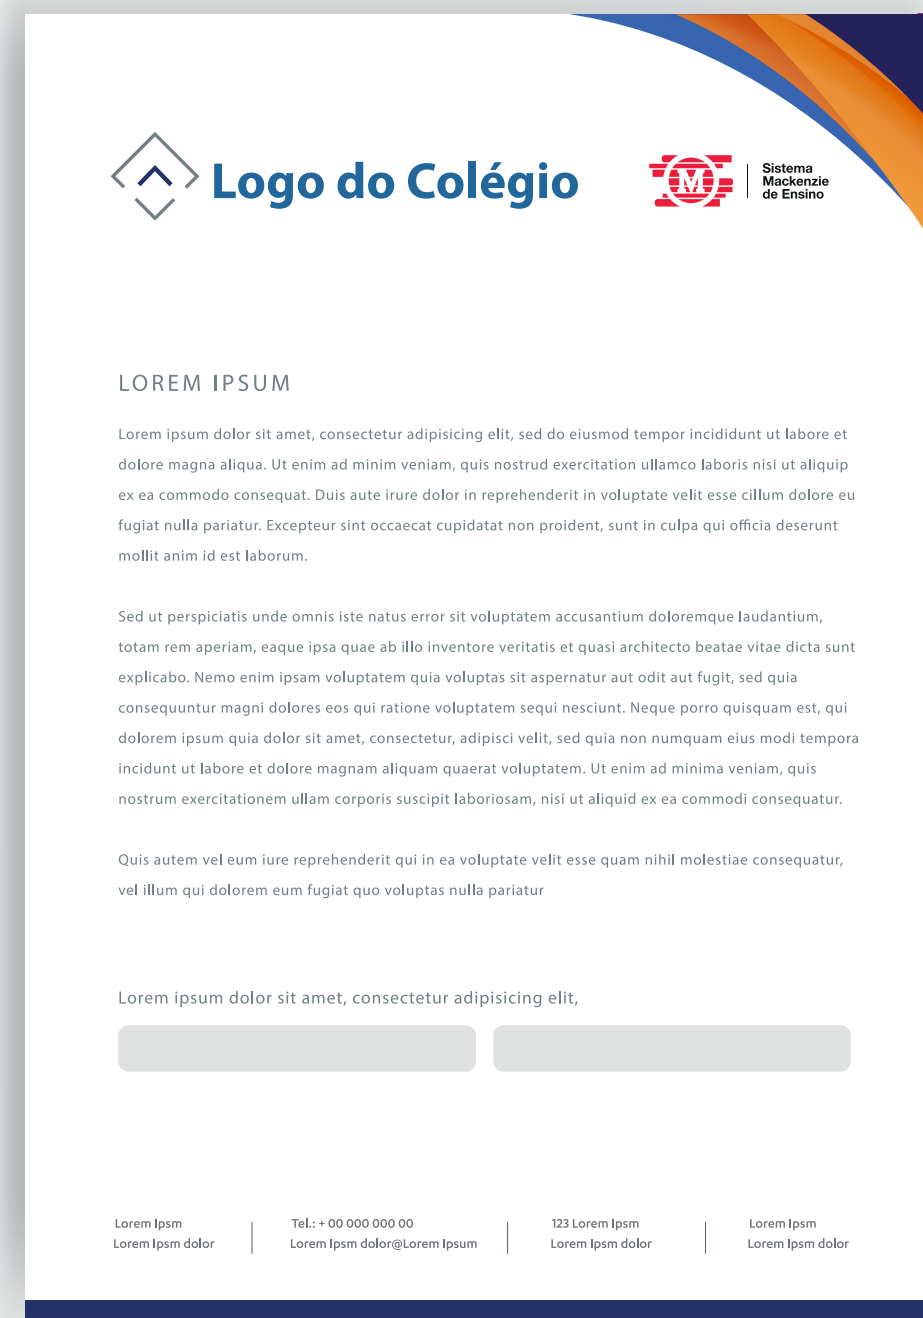 Logo do Colégio
M
Sistema
Mackenzie
de Ensino
LOREM IPSUM
Lorem ipsum dolor sit amet, consectetur adipisicing elit, sed do eiusmod tempor incididunt ut labore et
dolore magna aliqua. Ut enim ad minim veniam, quis nostrud exercitation ullamco laboris nisi ut aliquip
ex ea commodo consequat. Duis aute irure dolor in reprehenderit in voluptate velit esse cillum dolore eu
fugiat nulla pariatur. Excepteur sint occaecat cupidatat non proident, sunt in culpa qui officia deserunt
mollit anim id est laborum.
Sed ut perspiciatis unde omnis iste natus error sit voluptatem accusantium doloremque laudantium,
totam rem aperiam, eaque ipsa quae ab illo inventore veritatis et quasi architecto beatae vitae dicta sunt
explicabo. Nemo enim ipsam voluptatem quia voluptas sit aspernatur aut odit aut fugit, sed quia
consequuntur magni dolores eos qui ratione voluptatem sequi nesciunt. Neque porro quisquam est, qui
dolorem ipsum quia dolor sit amet, consectetur, adipisci velit, sed quia non numquam eius modi tempora
incidunt ut labore et dolore magnam aliquam quaerat voluptatem. Ut enim ad minima veniam, quis
nostrum exercitationem ullam corporis suscipit laboriosam, nisi ut aliquid ex ea commodi consequatur.
Quis autem vel eum iure reprehenderit qui in ea voluptate velit esse quam nihil molestiae consequatur,
vel illum qui dolorem eum fugiat quo voluptas nulla pariatur
Lorem ipsum dolor sit amet, consectetur adipisicing elit,
Lorem Ipsm
Lorem Ipsm dolor
Tel.: + 00 000 000 00
Lorem Ipsm dolor@Lorem Ipsum
123 Lorem Ipsm
Lorem Ipsm dolor
Lorem Ipsm
Lorem Ipsm dolor